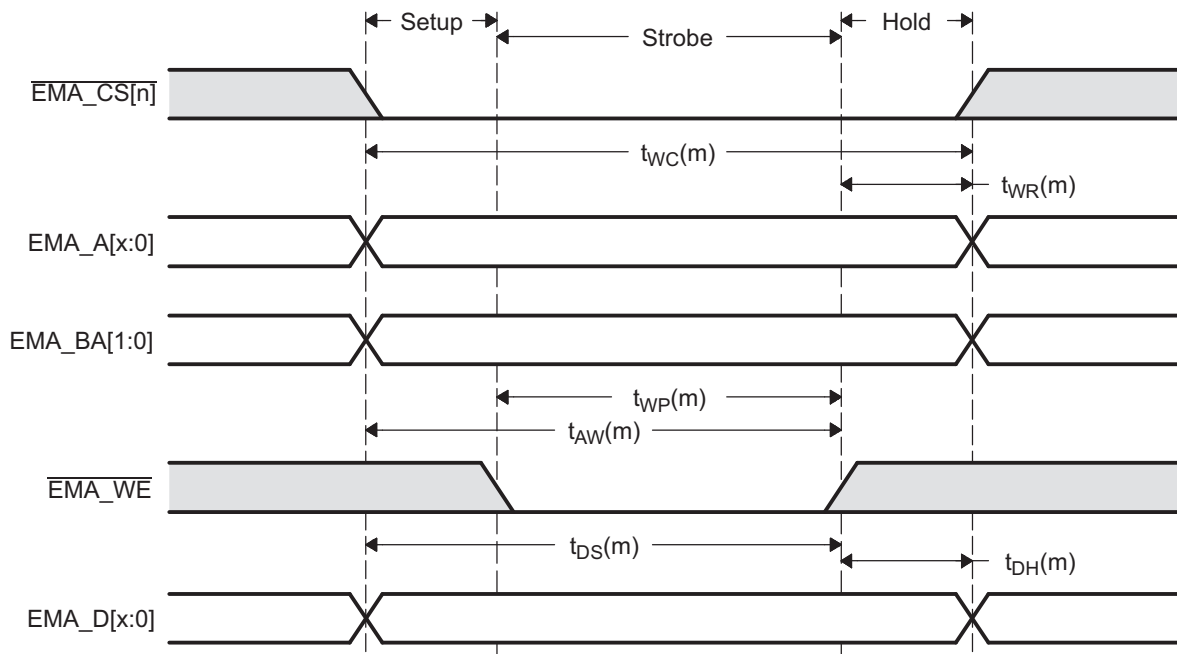 Setup
Strobe
Hold
EMA_CS[n]
tWC(m)
tWR(m)
EMA_A[x:0]
EMA_BA[1:0]
tWP(m)
tAW(m)
EMA_WE
tDS(m)
tDH(m)
EMA_D[x:0]